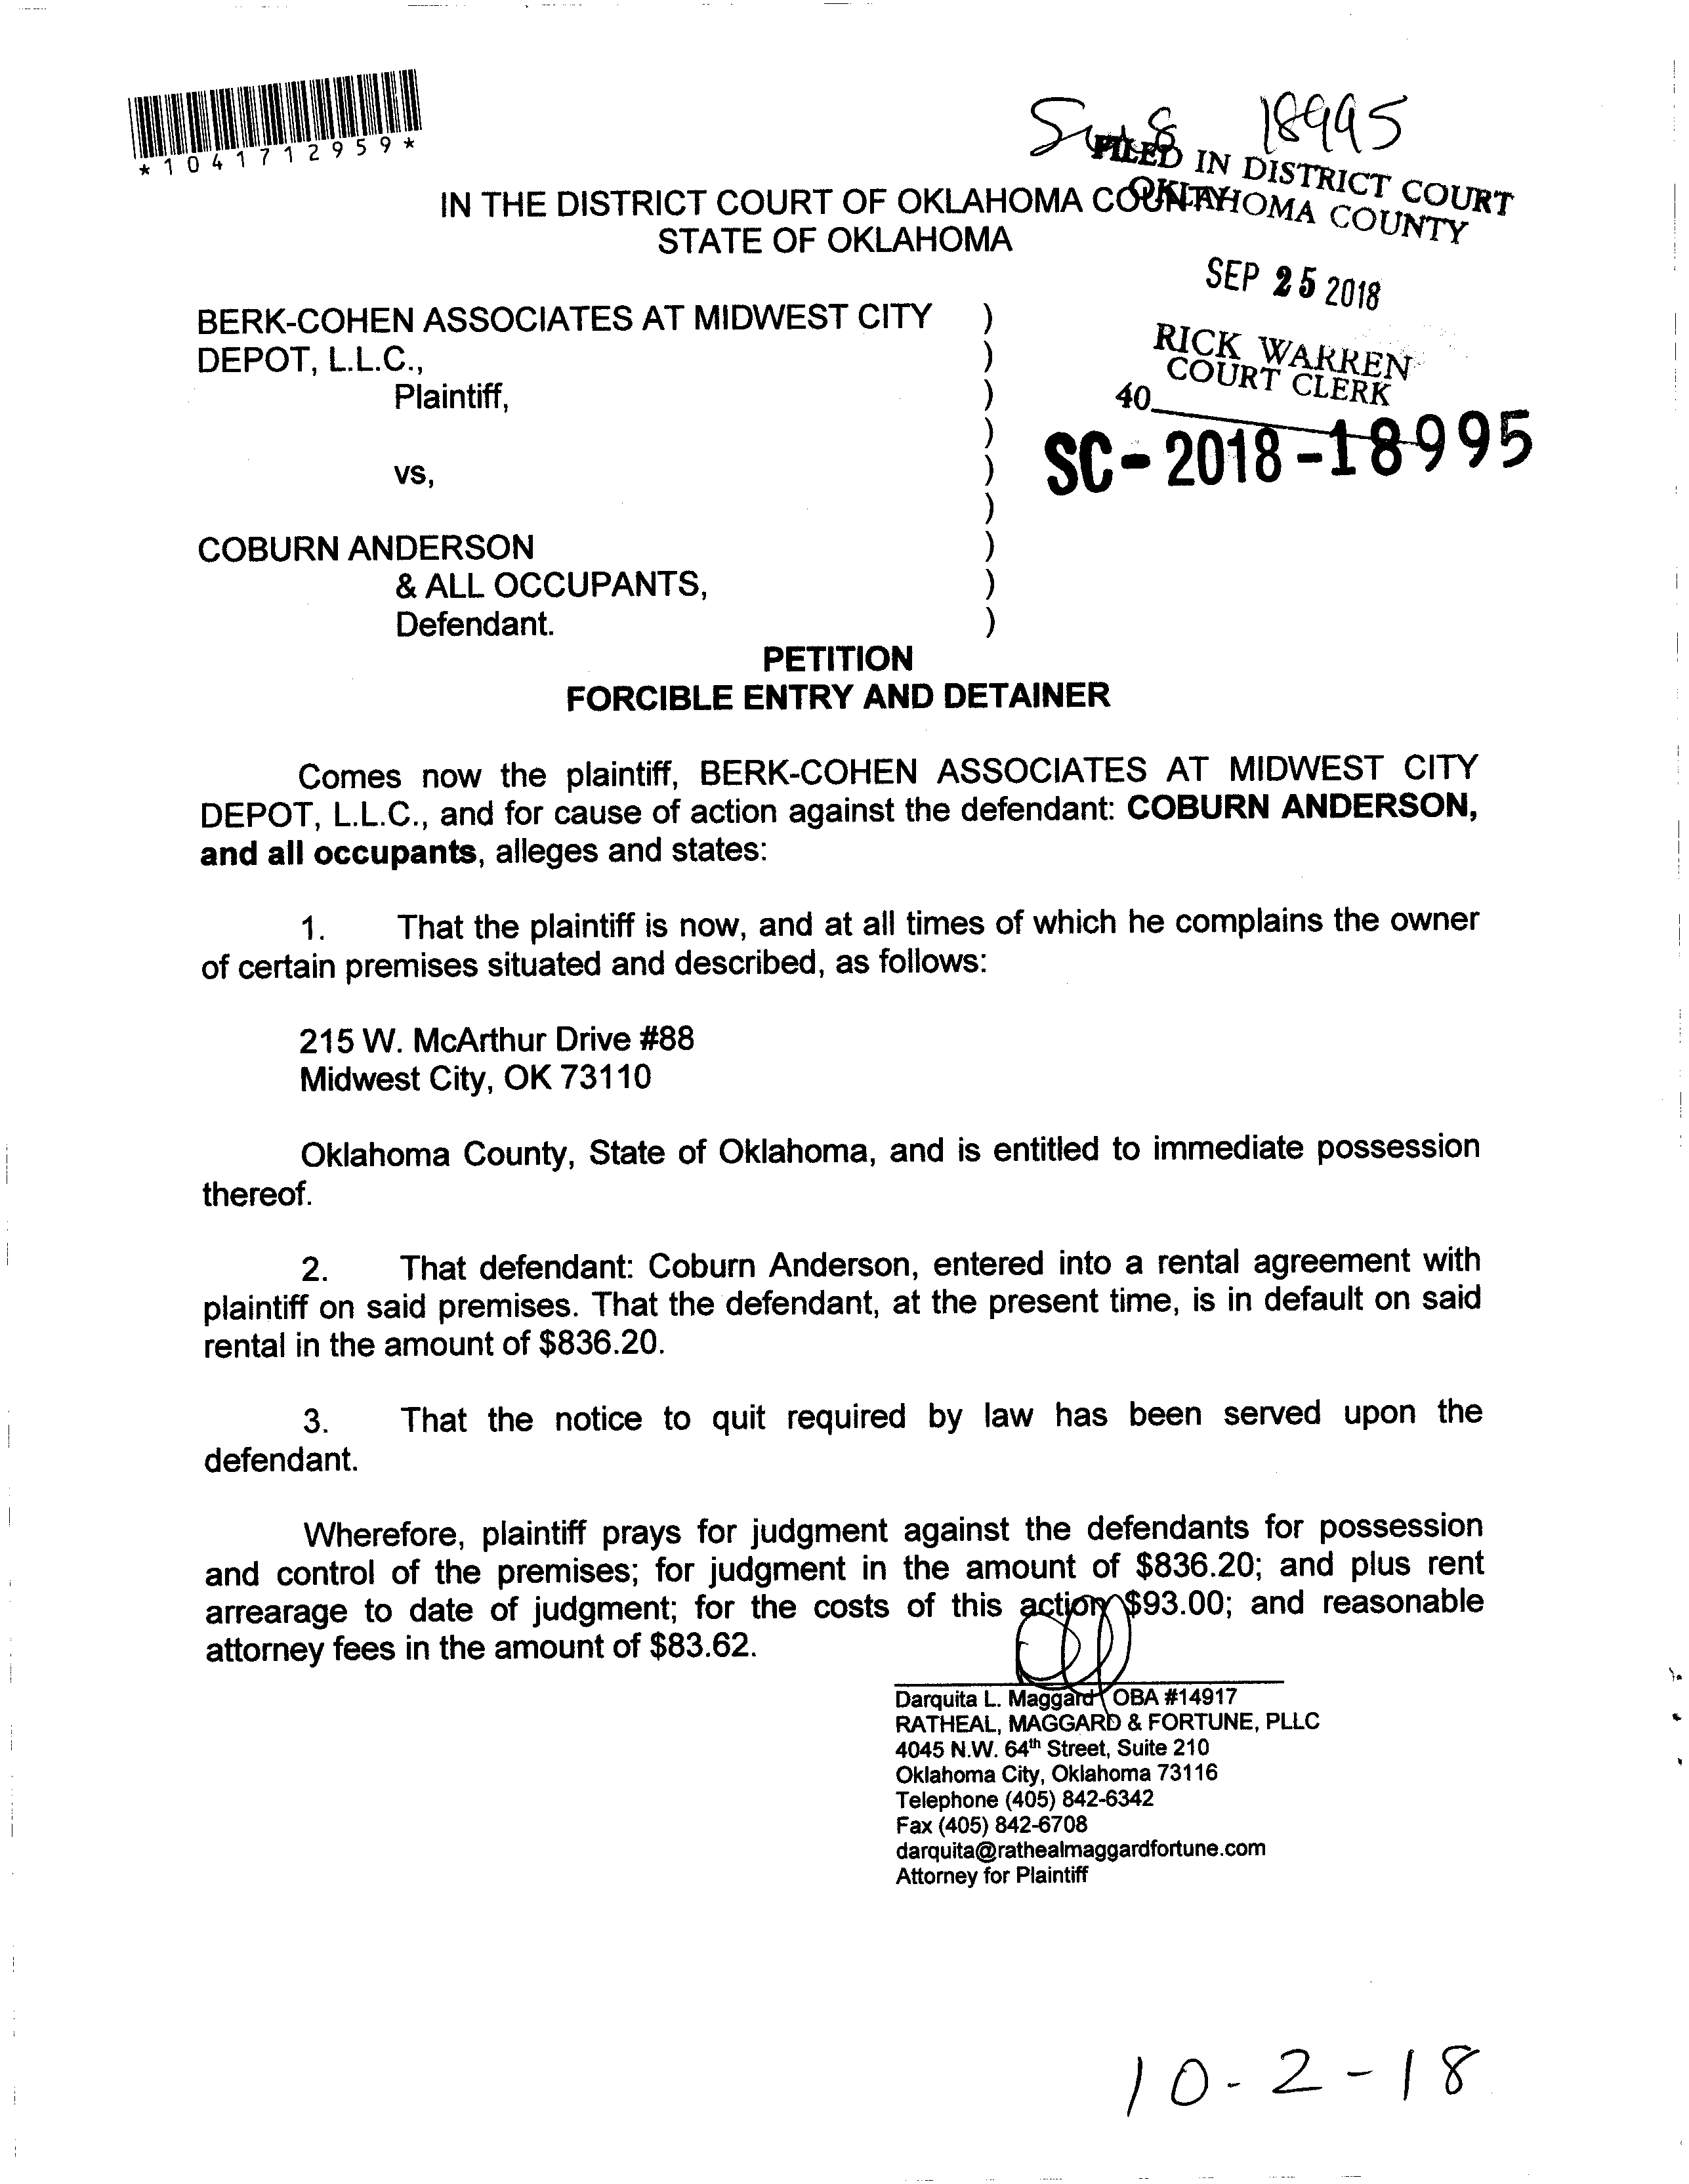 *1041712959*
18995
FILED IN DISTRICT COURT
OKLAHOMA COUNTY
IN THE DISTRICT COURT OF OKLAHOMA COUNTY
STATE OF OKLAHOMA
SEP 25 2018
RICK WARREN
COURT CLERK
40
SC-2018-18995
BERK-COHEN ASSOCIATES AT MIDWEST CITY )
DEPOT, L.L.C., )
Plaintiff, )
)
vs, )
)
COBURN ANDERSON )
& ALL OCCUPANTS, )
Defendant. )
PETITION
FORCIBLE ENTRY AND DETAINER
Comes now the plaintiff, BERK-COHEN ASSOCIATES AT MIDWEST CITY
DEPOT, L.L.C., and for cause of action against the defendant: COBURN ANDERSON,
and all occupants, alleges and states:
1. That the plaintiff is now, and at all times of which he complains the owner
of certain premises situated and described, as follows:
215 W. McArthur Drive #88
Midwest City, OK 73110
Oklahoma County, State of Oklahoma, and is entitled to immediate possession
thereof.
2. That defendant: Coburn Anderson, entered into a rental agreement with
plaintiff on said premises. That the defendant, at the present time, is in default on said
rental in the amount of $836.20.
3. That the notice to quit required by law has been served upon the
defendant.
Wherefore, plaintiff prays for judgment against the defendants for possession
and control of the premises; for judgment in the amount of $836.20; and plus rent
arrearage to date of judgment; for the costs of this action $93.00; and reasonable
attorney fees in the amount of $83.62.
Darquita L. Maggard OBA #14917
RATHEAL, MAGGARD & FORTUNE, PLLC
4045 N.W. 64th Street, Suite 210
Oklahoma City, Oklahoma 73116
Telephone (405) 842-6342
Fax (405) 842-6708
darquita@rathealmaggardfortune.com
Attorney for Plaintiff
10-2-18